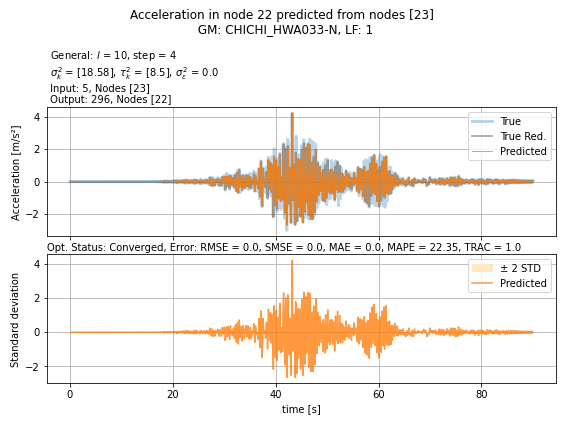 Acceleration in node 22 predicted from nodes [23]
GM: CHICHI_HWA033-N, LF: 1
General: l = 10, step = 4
σ²ₖ = [18.58], τ²ₖ = [8.5], σ²ε = 0.0
Input: 5, Nodes [23]
Output: 296, Nodes [22]
Acceleration [m/s²]
4
2
0
−2
True
True Red.
Predicted
Opt. Status: Converged, Error: RMSE = 0.0, SMSE = 0.0, MAE = 0.0, MAPE = 22.35, TRAC = 1.0
Standard deviation
4
2
0
−2
± 2 STD
Predicted
0 20 40 60 80
time [s]